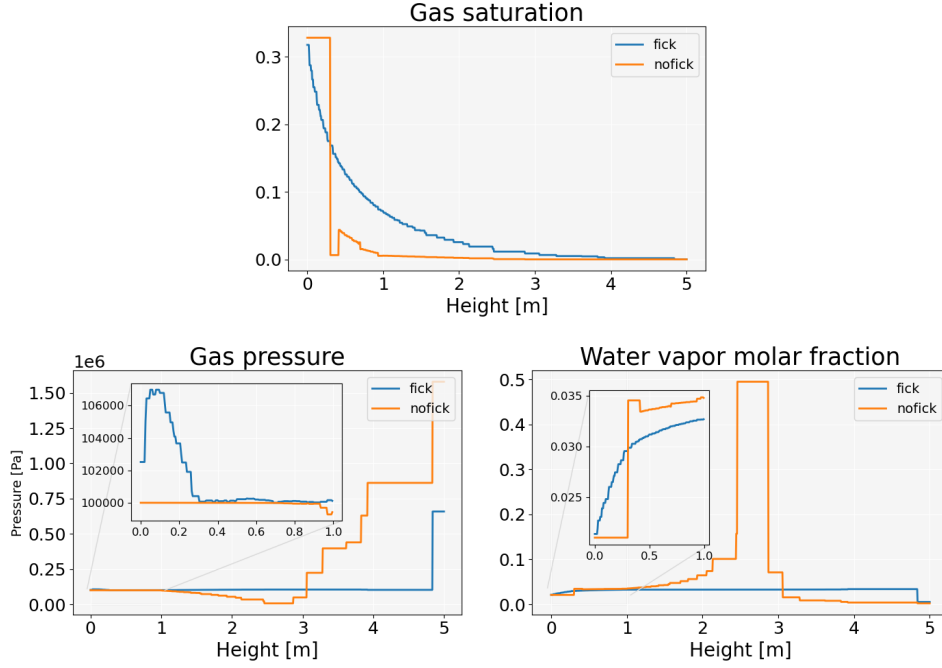 Gas saturation
0.3
0.2
0.1
0.0
fick
nofick
0 1 2 3 4 5
Height [m]
Gas pressure
1e6
1.50
1.25
1.00
0.75
0.50
0.25
0.00
Pressure [Pa]
106000
104000
102000
100000
0.0 0.2 0.4 0.6 0.8 1.0
fick
nofick
0 1 2 3 4 5
Height [m]
Water vapor molar fraction
0.5
0.4
0.3
0.2
0.1
0.0
0.035
0.030
0.025
0.0 0.5 1.0
fick
nofick
0 1 2 3 4 5
Height [m]